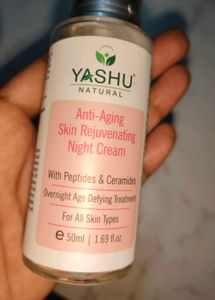 YASHU
NATURAL
Anti-Aging
Skin Rejuvenating
Night Cream
With Peptides & Ceramides
Overnight Age Defying Treatment
For All Skin Types
e 50ml | 1.69 fl.oz